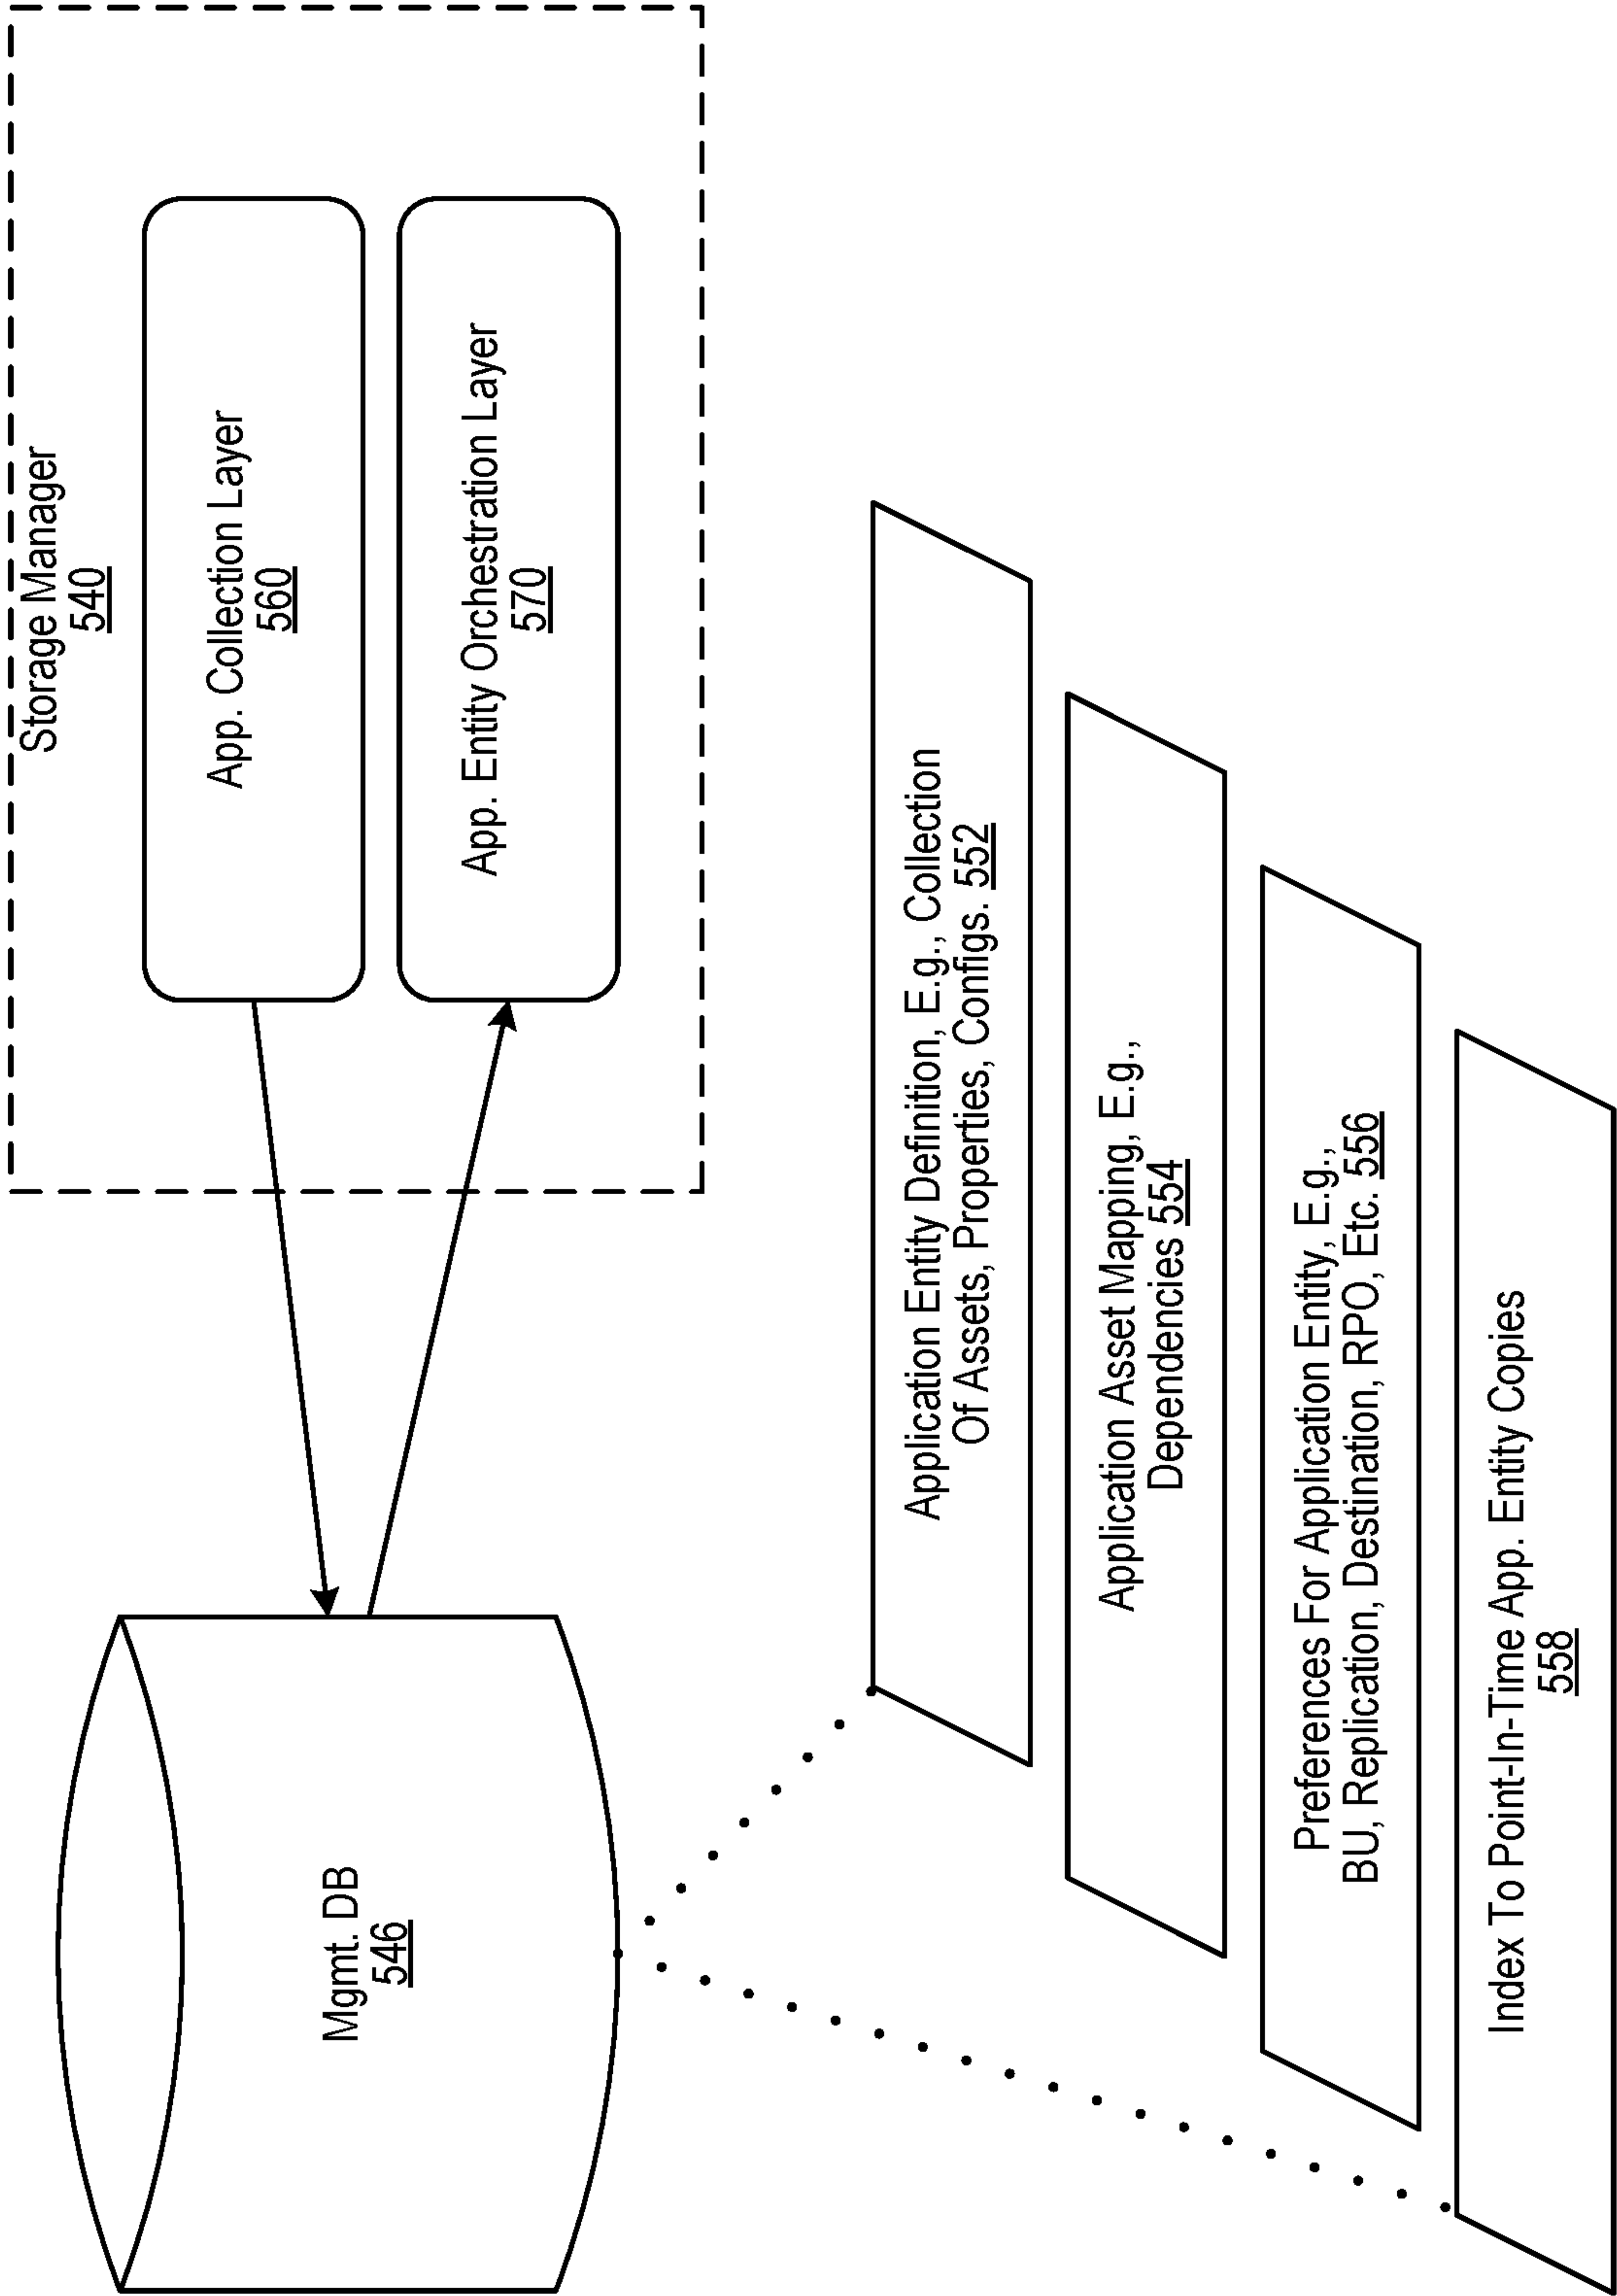 Mgmt. DB
546
Storage Manager
540
App. Collection Layer
560
App. Entity Orchestration Layer
570
Application Entity Definition, E.g., Collection
Of Assets, Properties, Configs. 552
Application Asset Mapping, E.g.,
Dependencies 554
Preferences For Application Entity, E.g.,
BU, Replication, Destination, RPO, Etc. 556
Index To Point-In-Time App. Entity Copies
558